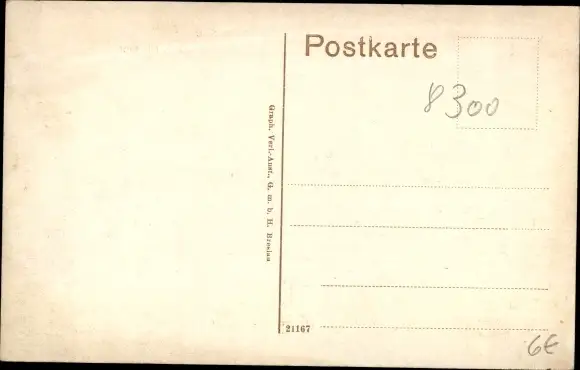 Postkarte
8300
Graph. Verl.-Anst., G. m. b. H. Breslau
21167
6€